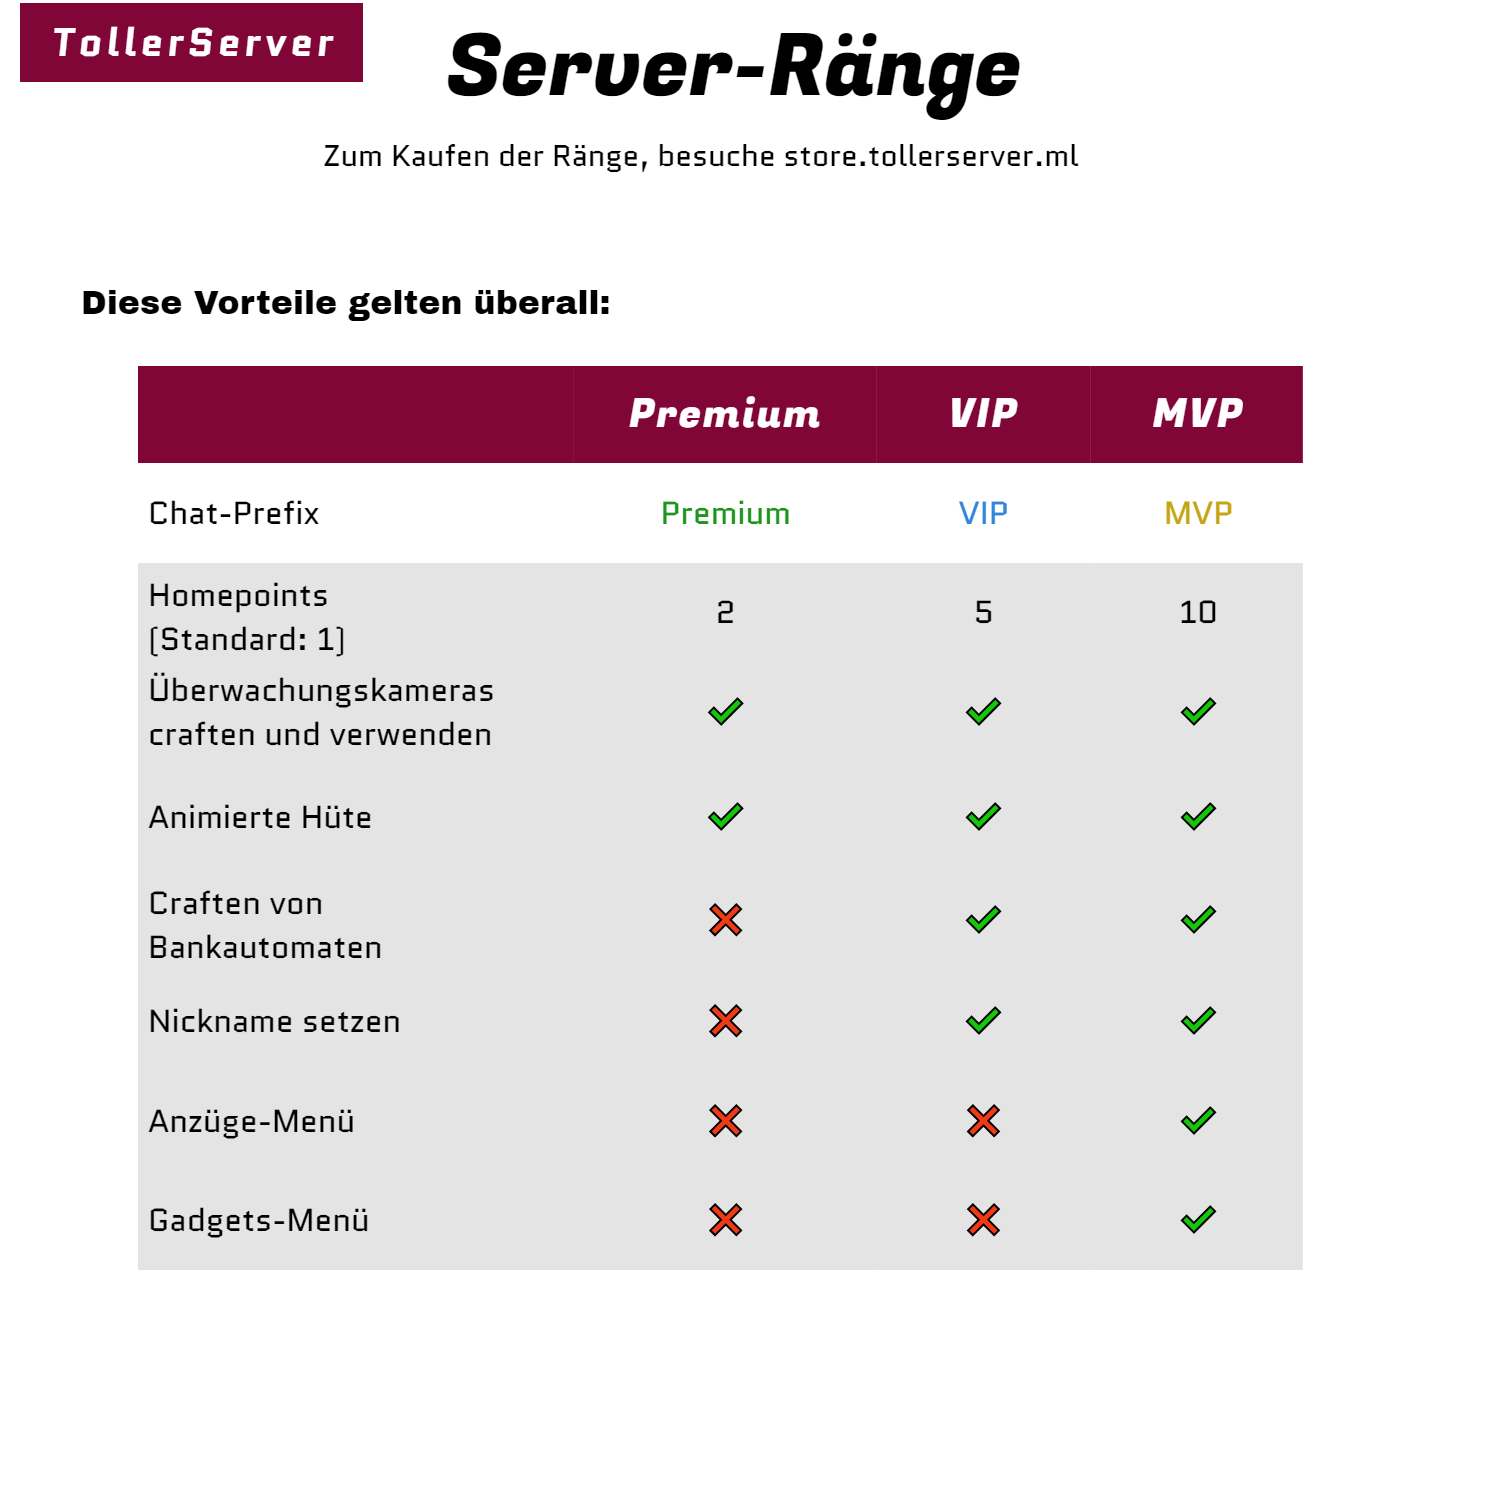 TollerServer
Server-Ränge
Zum Kaufen der Ränge, besuche store.tollerserver.ml
Diese Vorteile gelten überall:
Premium VIP MVP
Chat-Prefix Premium VIP MVP
Homepoints
(Standard: 1) 2 5 10
Überwachungskameras
craften und verwenden
Animierte Hüte
Craften von
Bankautomaten
Nickname setzen
Anzüge-Menü
Gadgets-Menü